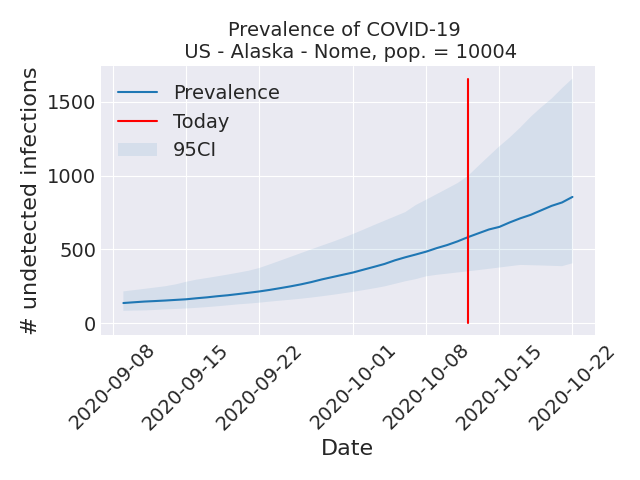 Prevalence of COVID-19
US - Alaska - Nome, pop. = 10004
# undetected infections
1500
1000
500
0
Prevalence
Today
95CI
2020-09-08
2020-09-15
2020-09-22
2020-10-01
2020-10-08
2020-10-15
2020-10-22
Date